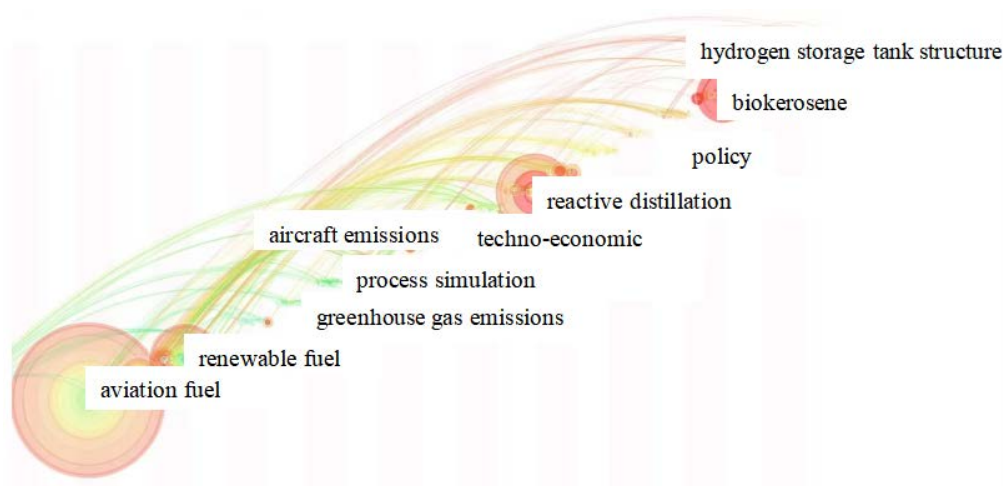 hydrogen storage tank structure
biokerosene
policy
reactive distillation
aircraft emissions
techno-economic
process simulation
greenhouse gas emissions
renewable fuel
aviation fuel